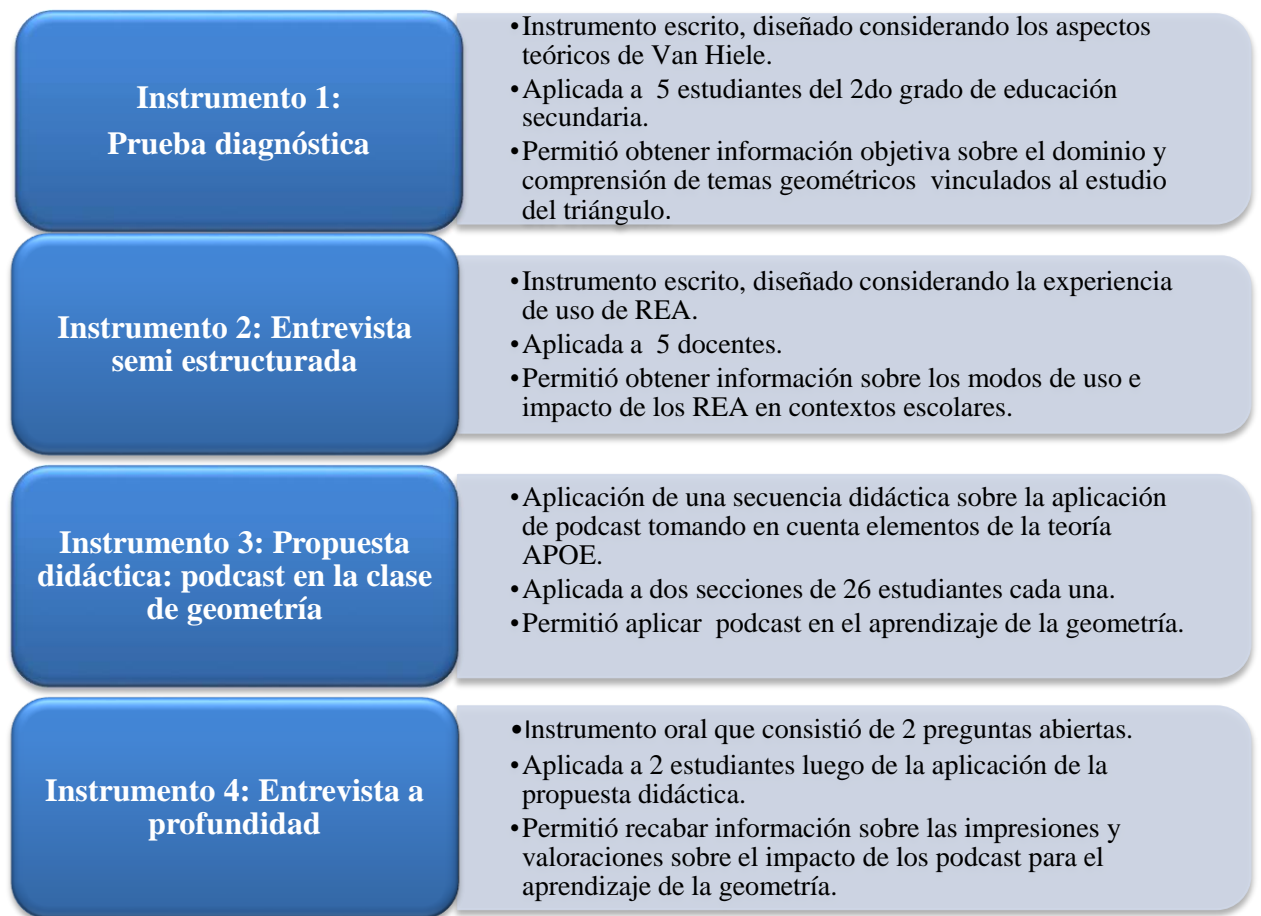 Instrumento 1:
Prueba diagnóstica
•Instrumento escrito, diseñado considerando los aspectos
teóricos de Van Hiele.
•Aplicada a 5 estudiantes del 2do grado de educación
secundaria.
•Permitió obtener información objetiva sobre el dominio y
comprensión de temas geométricos vinculados al estudio
del triángulo.
Instrumento 2: Entrevista
semi estructurada
•Instrumento escrito, diseñado considerando la experiencia
de uso de REA.
•Aplicada a 5 docentes.
•Permitió obtener información sobre los modos de uso e
impacto de los REA en contextos escolares.
Instrumento 3: Propuesta
didáctica: podcast en la clase
de geometría
•Aplicación de una secuencia didáctica sobre la aplicación
de podcast tomando en cuenta elementos de la teoría
APOE.
•Aplicada a dos secciones de 26 estudiantes cada una.
•Permitió aplicar podcast en el aprendizaje de la geometría.
Instrumento 4: Entrevista a
profundidad
•Instrumento oral que consistió de 2 preguntas abiertas.
•Aplicada a 2 estudiantes luego de la aplicación de la
propuesta didáctica.
•Permitió recabar información sobre las impresiones y
valoraciones sobre el impacto de los podcast para el
aprendizaje de la geometría.